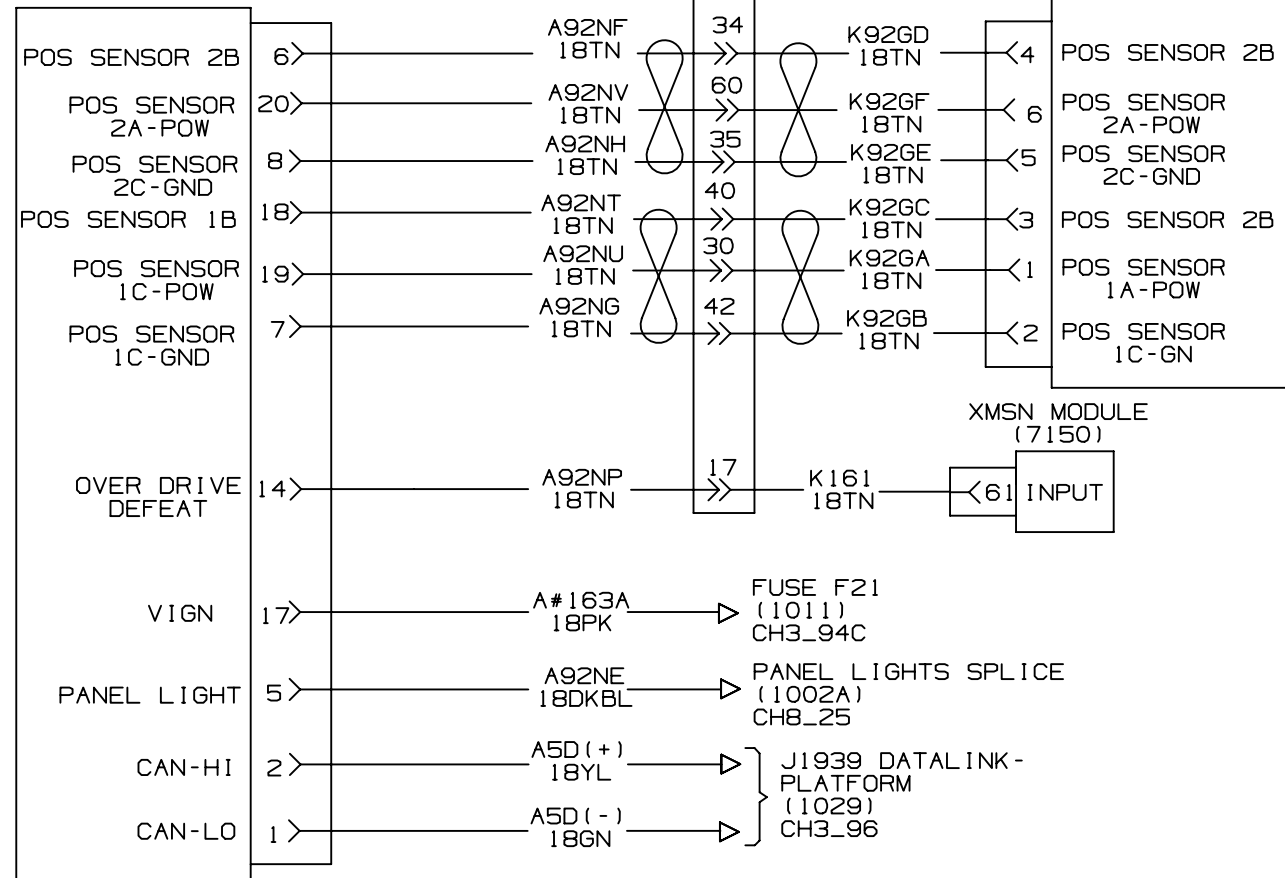 POS SENSOR 2B 6 A92NF 18TN 34 K92GD 18TN 4 POS SENSOR 2B
POS SENSOR 2A-POW 20 A92NV 18TN 60 K92GF 18TN 6 POS SENSOR 2A-POW
POS SENSOR 2C-GND 8 A92NH 18TN 35 K92GE 18TN 5 POS SENSOR 2C-GND
POS SENSOR 1B 18 A92NT 18TN 40 K92GC 18TN 3 POS SENSOR 2B
POS SENSOR 1C-POW 19 A92NU 18TN 30 K92GA 18TN 1 POS SENSOR 1A-POW
POS SENSOR 1C-GND 7 A92NG 18TN 42 K92GB 18TN 2 POS SENSOR 1C-GN
XMSN MODULE
(7150)
OVER DRIVE DEFEAT 14 A92NP 18TN 17 K161 18TN 61 INPUT
VIGN 17 A#163A 18PK FUSE F21
(1011)
CH3_94C
PANEL LIGHT 5 A92NE 18DKBL PANEL LIGHTS SPLICE
(1002A)
CH8_25
CAN-HI 2 A5D(+) 18YL
CAN-LO 1 A5D(-) 18GN
J1939 DATALINK-
PLATFORM
(1029)
CH3_96